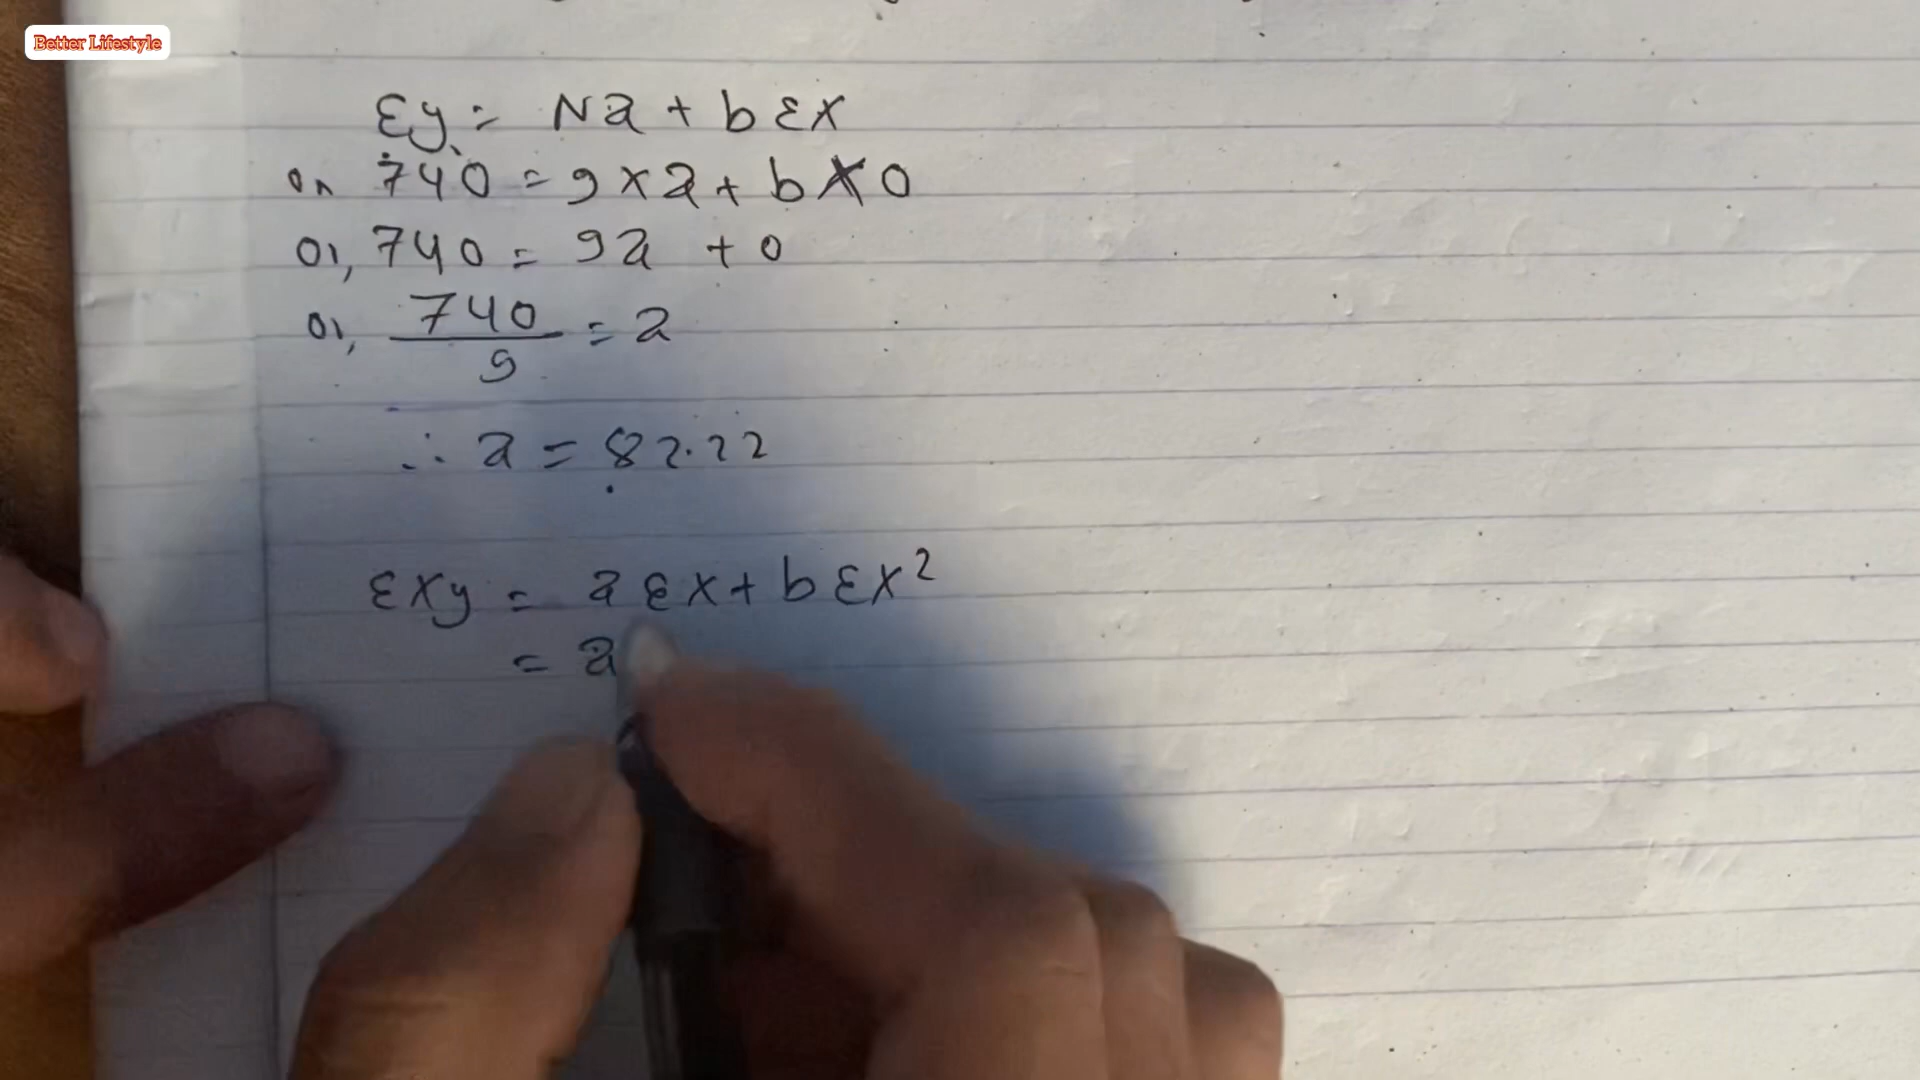 Better Lifestyle
Σy = Na + bΣx
or 740 = 9 x a + b x 0
or, 740 = 9a + 0
or, 740/9 = a
∴ a = 82.22
Σxy = aΣx + bΣx²
= a